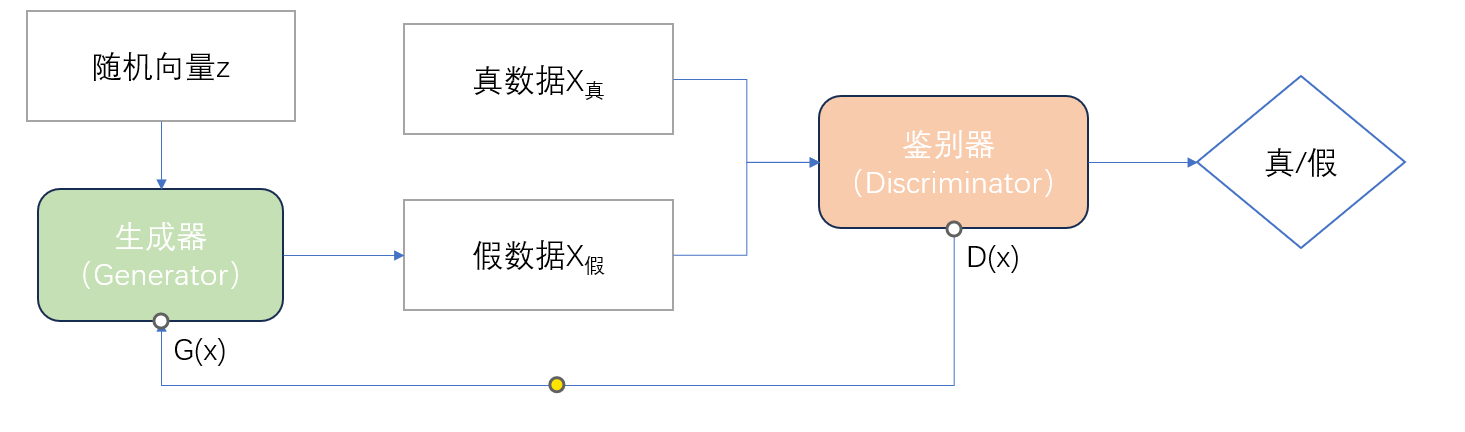 随机向量z
真数据X真
鉴别器
（Discriminator）
真/假
生成器
（Generator）
假数据X假
D(x)
G(x)